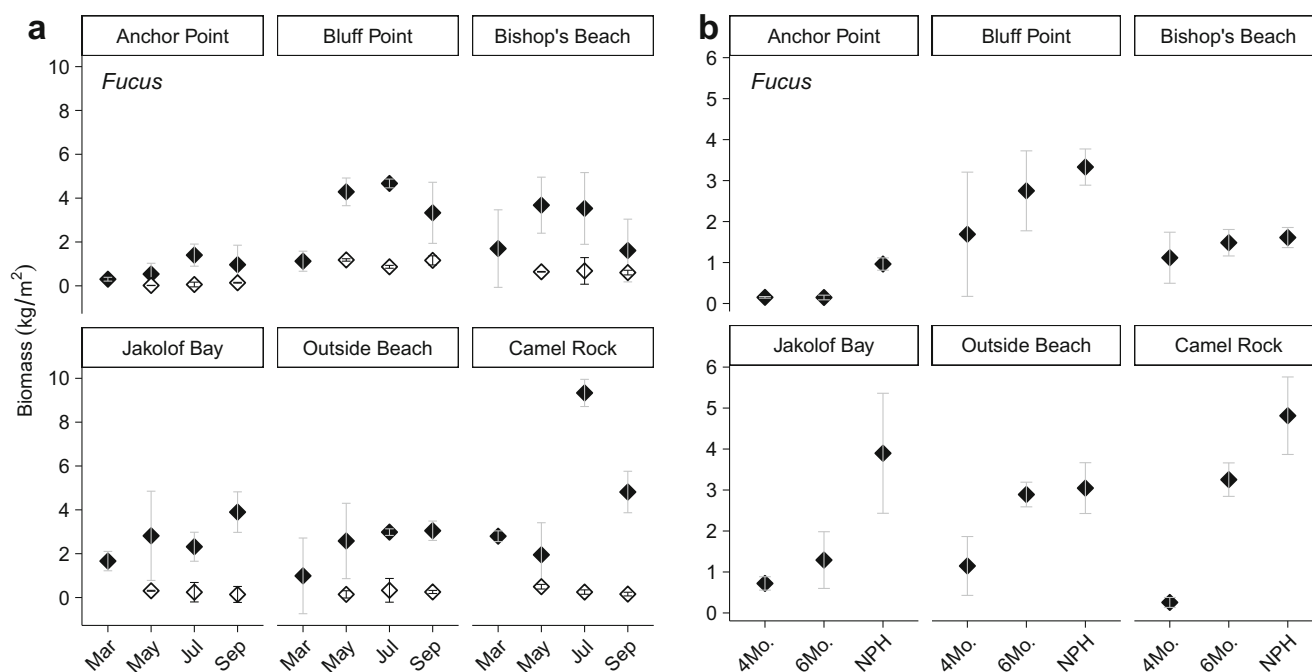 a
Anchor Point Bluff Point Bishop's Beach
Fucus
10
8
6
4
2
0
Jakolof Bay Outside Beach Camel Rock
10
8
6
4
2
0
Biomass (kg/m²)
Mar May Jul Sep Mar May Jul Sep Mar May Jul Sep
b
Anchor Point Bluff Point Bishop's Beach
Fucus
6
5
4
3
2
1
0
Jakolof Bay Outside Beach Camel Rock
6
5
4
3
2
1
0
4Mo. 6Mo. NPH 4Mo. 6Mo. NPH 4Mo. 6Mo. NPH